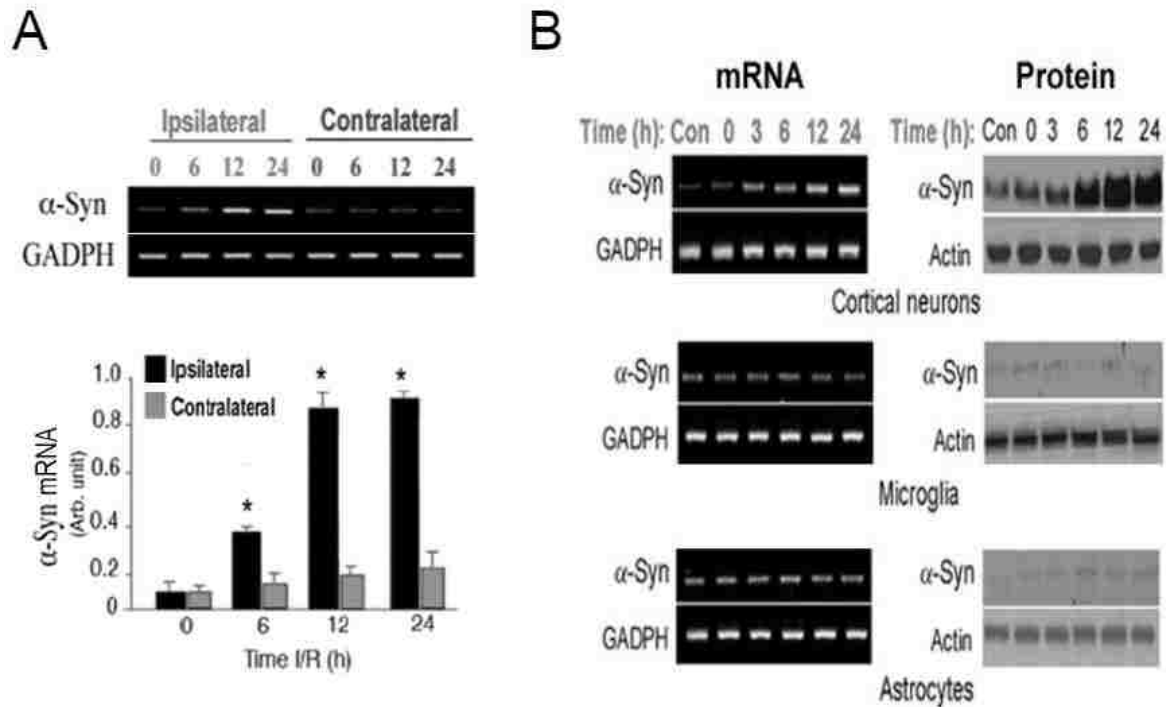 A
Ipsilateral Contralateral
0 6 12 24 0 6 12 24
α-Syn
GADPH
Ipsilateral
Contralateral
1.0
0.8
0.6
0.4
0.2
0
α-Syn mRNA
(Arb. unit)
* * *
0 6 12 24
Time I/R (h)
B
mRNA Protein
Time (h): Con 0 3 6 12 24 Time (h): Con 0 3 6 12 24
α-Syn α-Syn
GADPH Actin
Cortical neurons
α-Syn α-Syn
GADPH Actin
Microglia
α-Syn α-Syn
GADPH Actin
Astrocytes